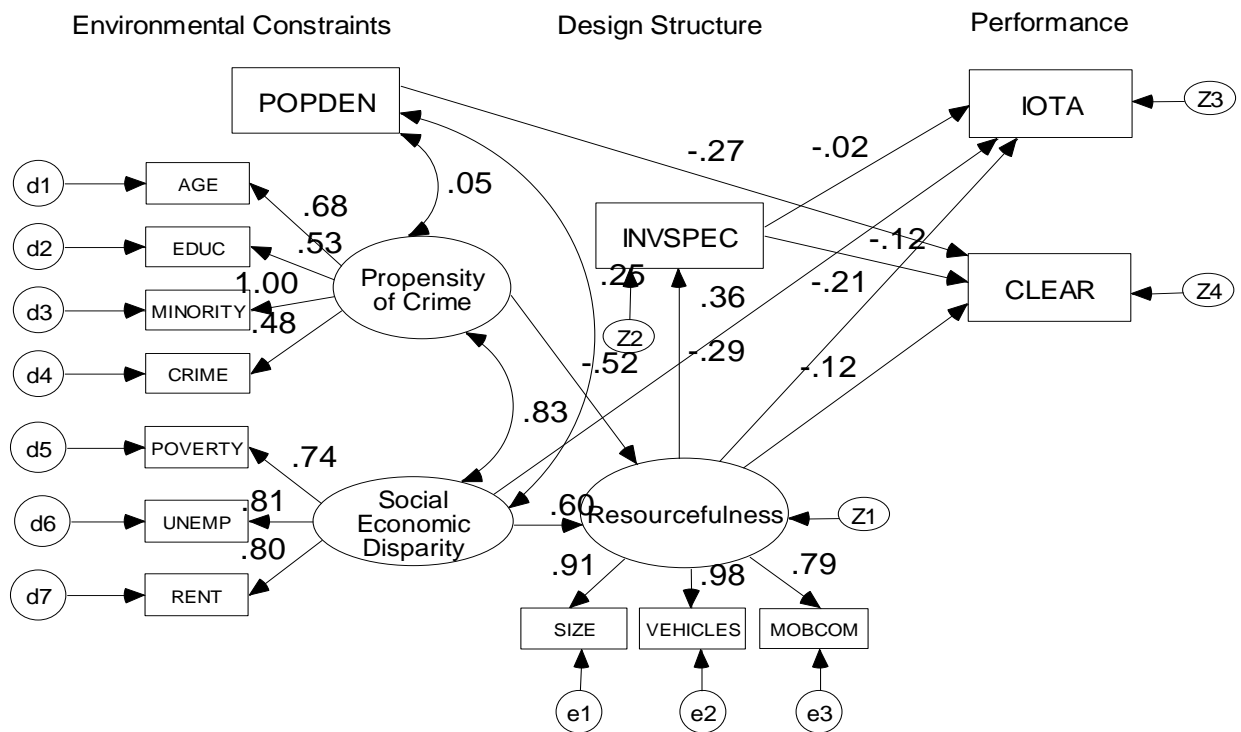 Environmental Constraints
Design Structure
Performance
POPDEN
IOTA
Z3
-.27
-.02
d1
AGE
.05
.68
INVSPEC
d2
EDUC
.53
-.12
Propensity
of Crime
1.00
.25
.36
-.21
CLEAR
Z4
d3
MINORITY
.48
Z2
-.52
-.29
-.12
d4
CRIME
.83
d5
POVERTY
.74
.81
Social
Economic
Disparity
.60
Resourcefulness
Z1
d6
UNEMP
.80
.91
.98
.79
d7
RENT
SIZE
VEHICLES
MOBCOM
e1
e2
e3